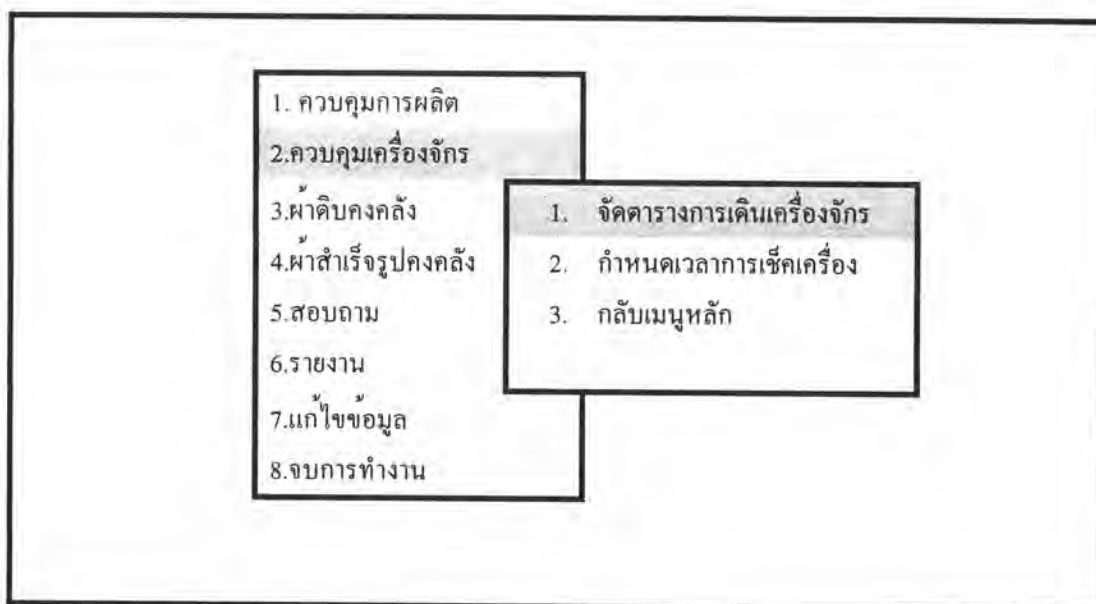 1. ควบคุมการผลิต
2.ควบคุมเครื่องจักร
3.ผ้าดิบคงคลัง
4.ผ้าสำเร็จรูปคงคลัง
5.สอบถาม
6.รายงาน
7.แก้ไขข้อมูล
8.จบการทำงาน
1. จัดตารางการเดินเครื่องจักร
2. กำหนดเวลาการเช็คเครื่อง
3. กลับเมนูหลัก